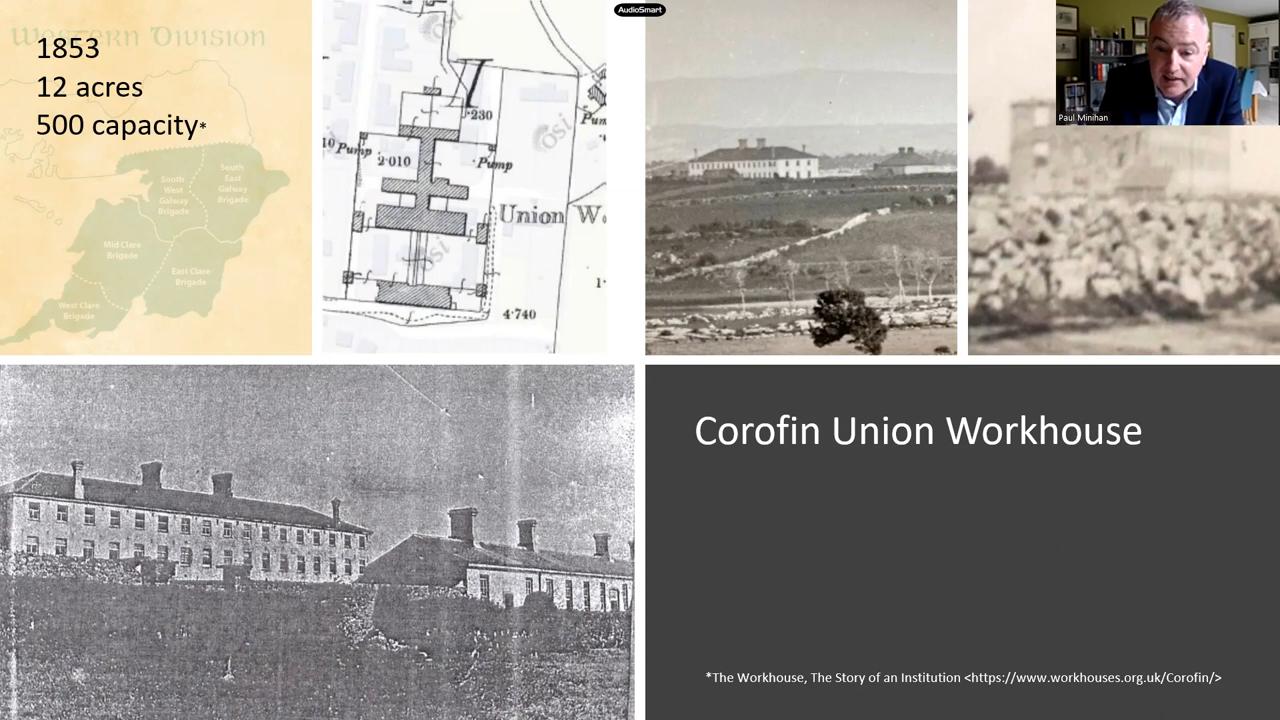 AudioSmart
WESTERN DIVISION
1853
12 acres
500 capacity*
South
West
Galway
Brigade
South
East
Galway
Brigade
Mid Clare
Brigade
East Clare
Brigade
West Clare
Brigade
·230
Pump
2·010
Pump
Union
4·740
osi
osi
osi
Paul Minihan
Corofin Union Workhouse
*The Workhouse, The Story of an Institution <https://www.workhouses.org.uk/Corofin/>